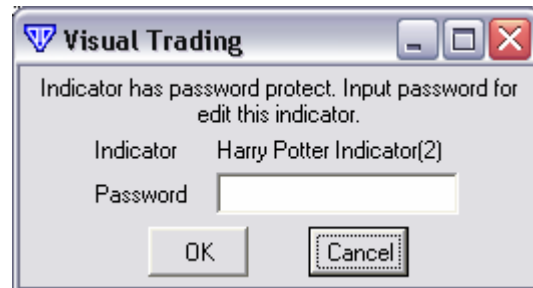 Visual Trading
Indicator has password protect. Input password for
edit this indicator.
Indicator Harry Potter Indicator(2)
Password
OK Cancel